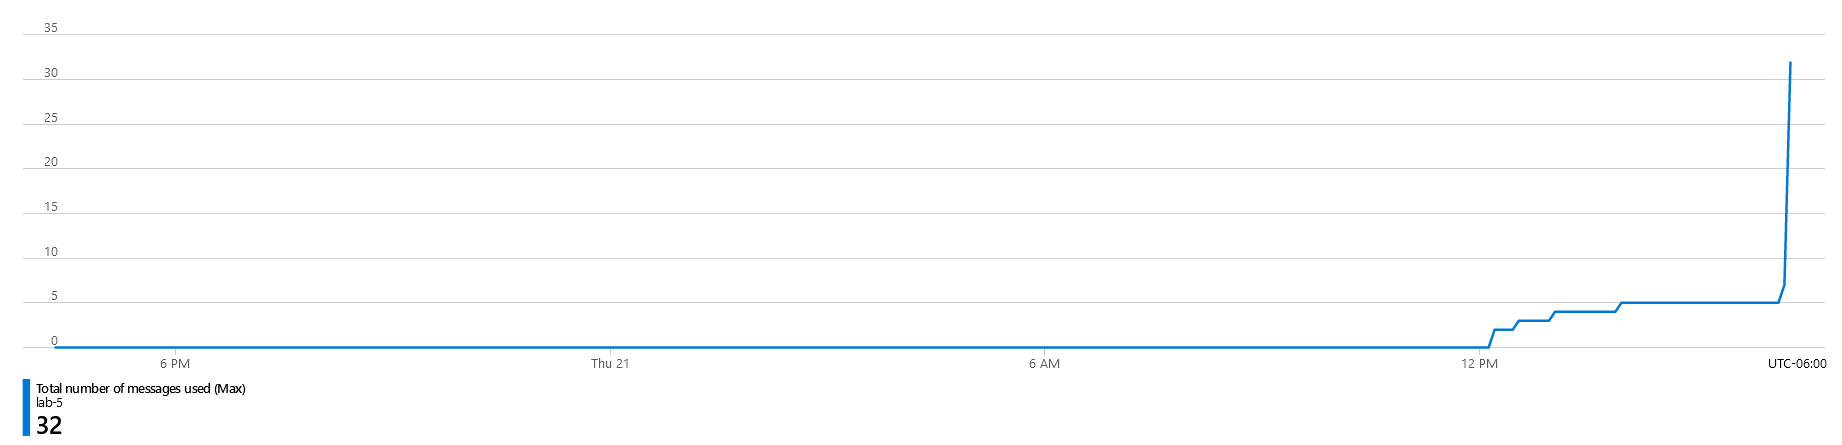 35
30
25
20
15
10
5
0
6 PM
Thu 21
6 AM
12 PM
UTC-06:00
Total number of messages used (Max)
lab-5
32